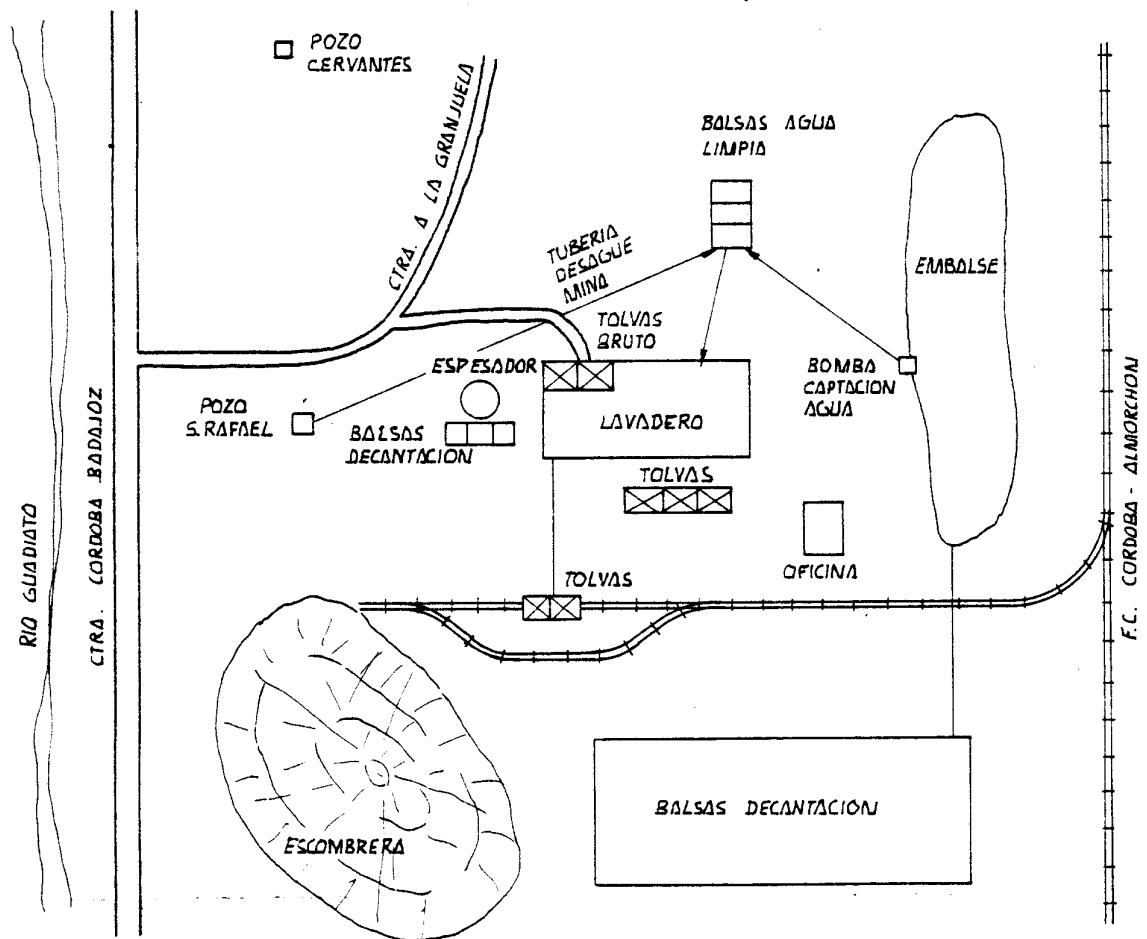 POZO
CERVANTES
CTRA. A LA GRANJUELA
BALSAS AGUA
LIMPIA
TUBERIA
DESAGUE
MINA
EMBALSE
TOLVAS
BRUTO
ESPESADOR
BOMBA
CAPTACION
AGUA
POZO
S.RAFAEL
BALSAS
DECANTACION
LAVADERO
TOLVAS
OFICINA
TOLVAS
RIO GUADIATO
CTRA. CORDOBA BADAJOZ
F.C. CORDOBA - ALMORCHON
BALSAS DECANTACION
ESCOMBRERA